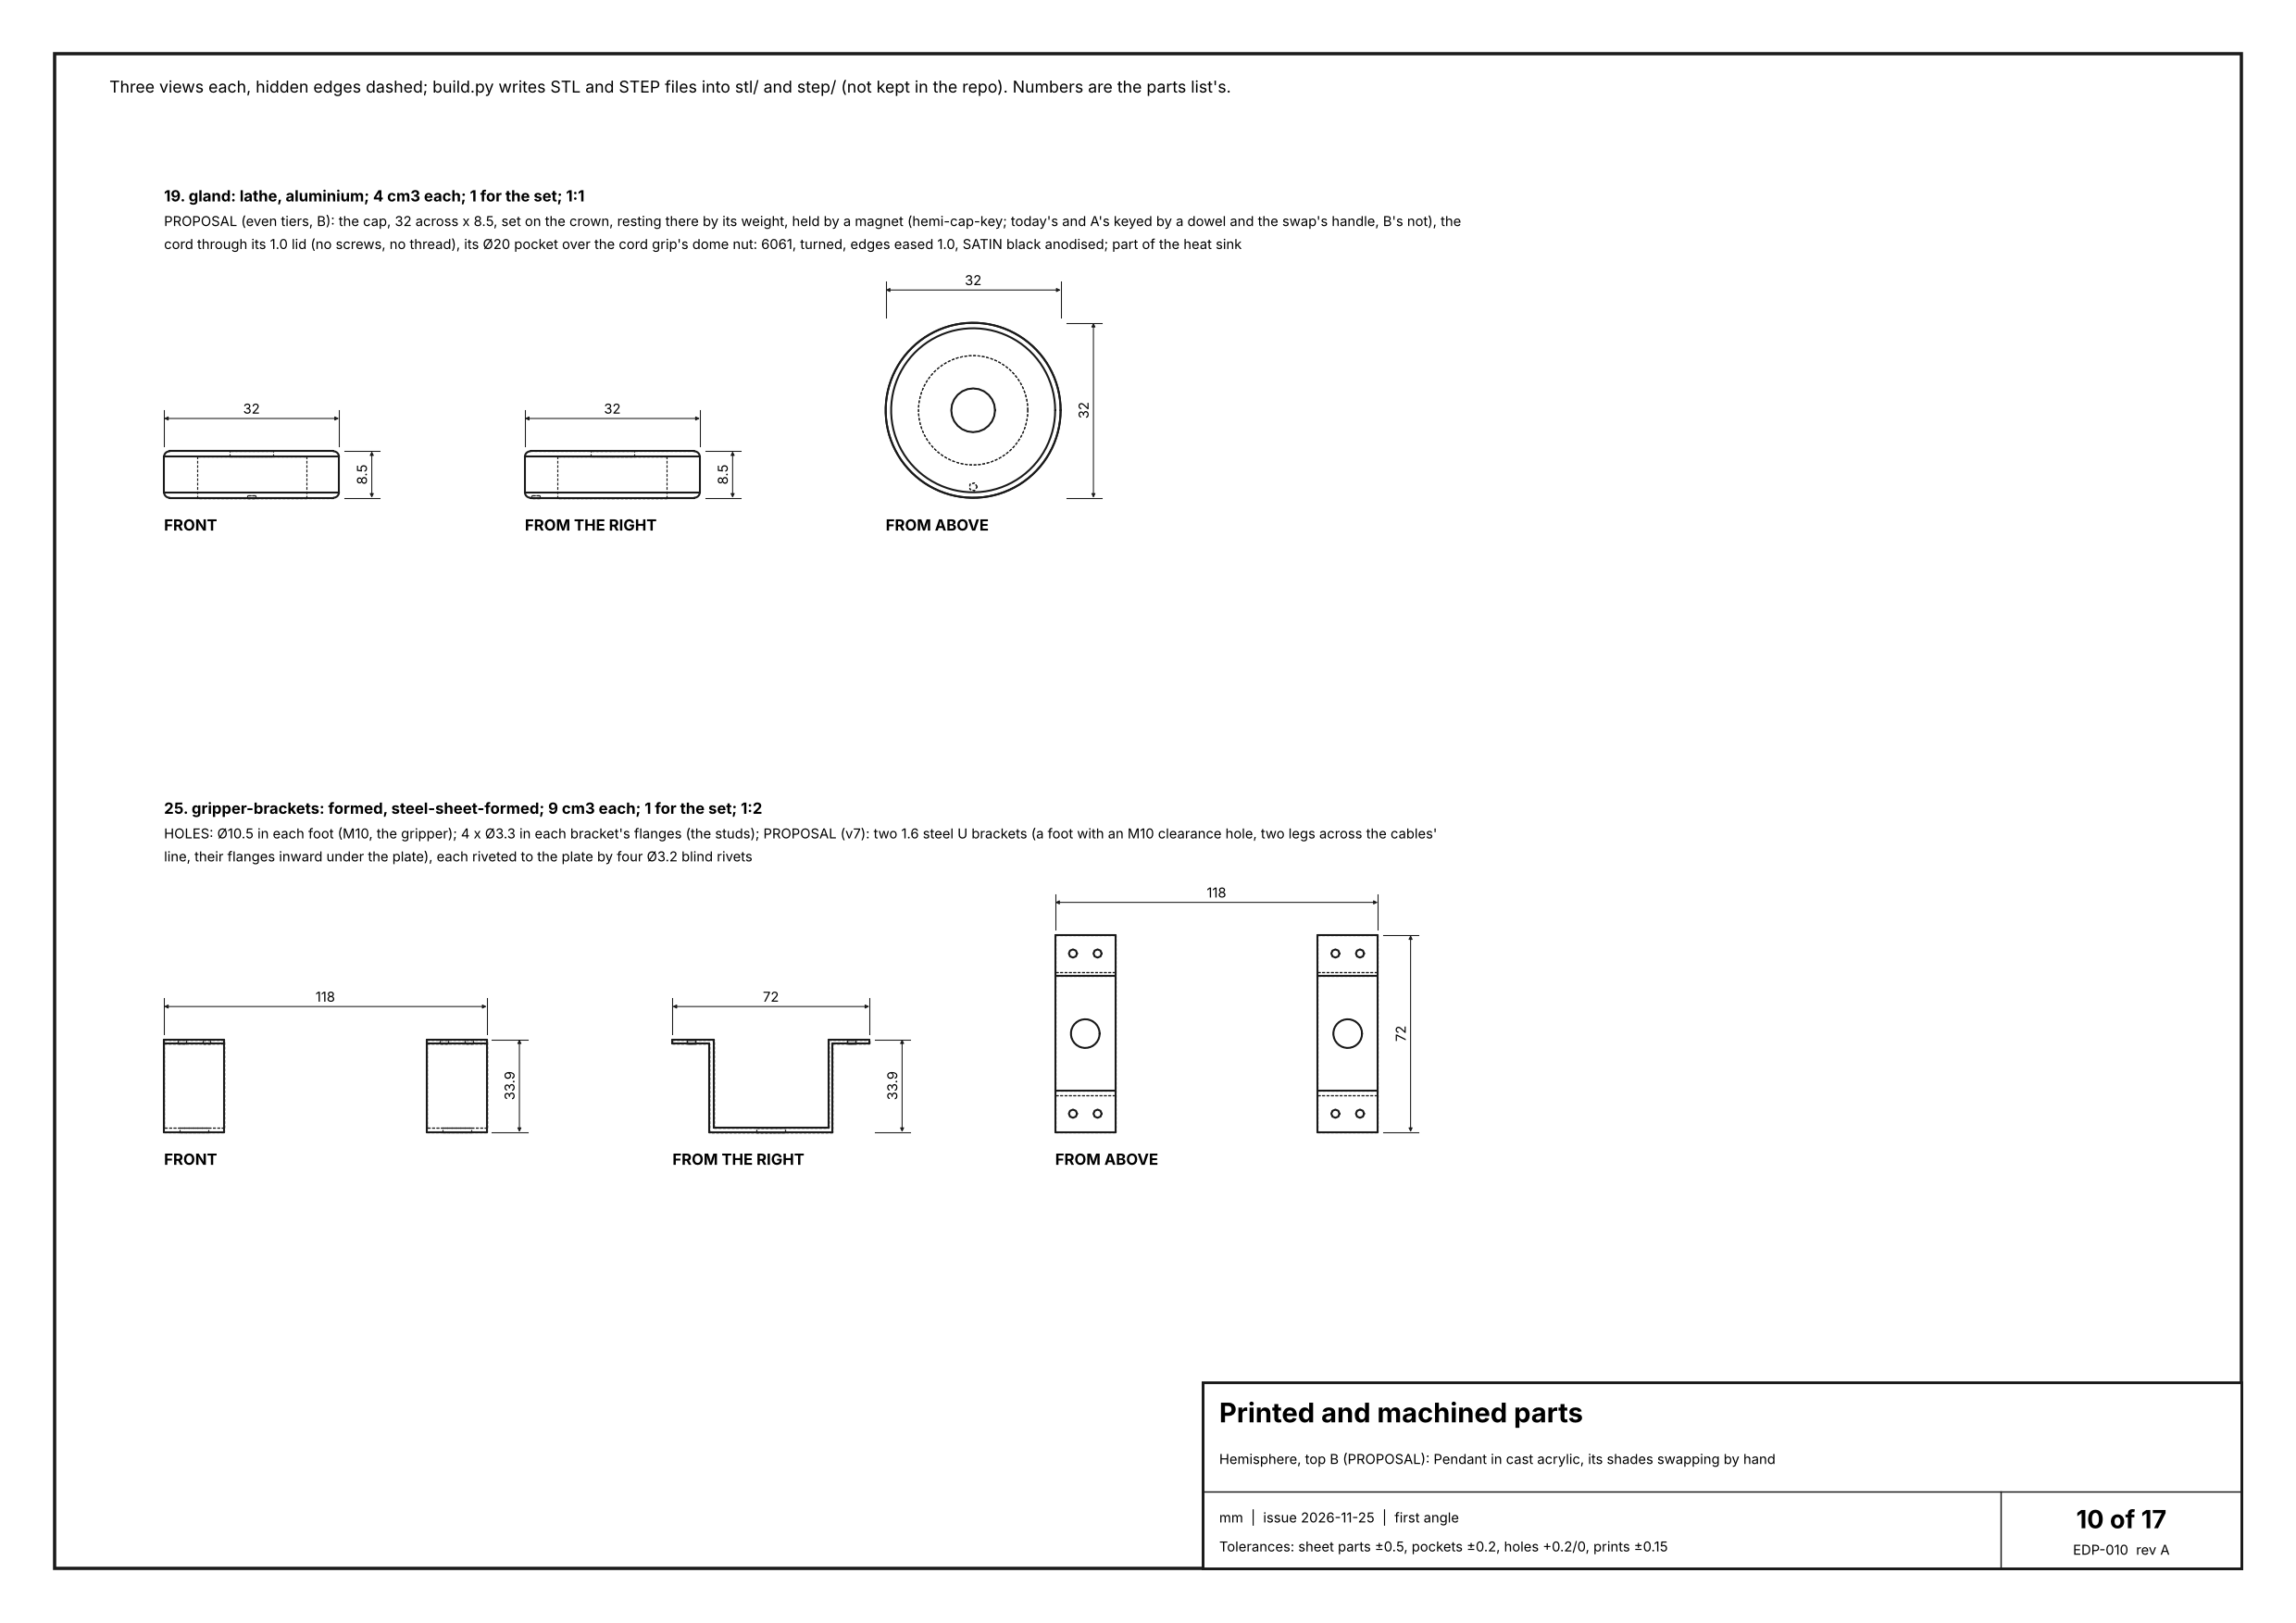 Three views each, hidden edges dashed; build.py writes STL and STEP files into stl/ and step/ (not kept in the repo). Numbers are the parts list's.
19. gland: lathe, aluminium; 4 cm3 each; 1 for the set; 1:1
PROPOSAL (even tiers, B): the cap, 32 across x 8.5, set on the crown, resting there by its weight, held by a magnet (hemi-cap-key; today's and A's keyed by a dowel and the swap's handle, B's not), the
cord through its 1.0 lid (no screws, no thread), its Ø20 pocket over the cord grip's dome nut: 6061, turned, edges eased 1.0, SATIN black anodised; part of the heat sink
32
32
32
32
8.5
8.5
FRONT
FROM THE RIGHT
FROM ABOVE
25. gripper-brackets: formed, steel-sheet-formed; 9 cm3 each; 1 for the set; 1:2
HOLES: Ø10.5 in each foot (M10, the gripper); 4 x Ø3.3 in each bracket's flanges (the studs); PROPOSAL (v7): two 1.6 steel U brackets (a foot with an M10 clearance hole, two legs across the cables'
line, their flanges inward under the plate), each riveted to the plate by four Ø3.2 blind rivets
118
118
72
72
33.9
33.9
FRONT
FROM THE RIGHT
FROM ABOVE
Printed and machined parts
Hemisphere, top B (PROPOSAL): Pendant in cast acrylic, its shades swapping by hand
mm | issue 2026-11-25 | first angle
Tolerances: sheet parts ±0.5, pockets ±0.2, holes +0.2/0, prints ±0.15
10 of 17
EDP-010 rev A